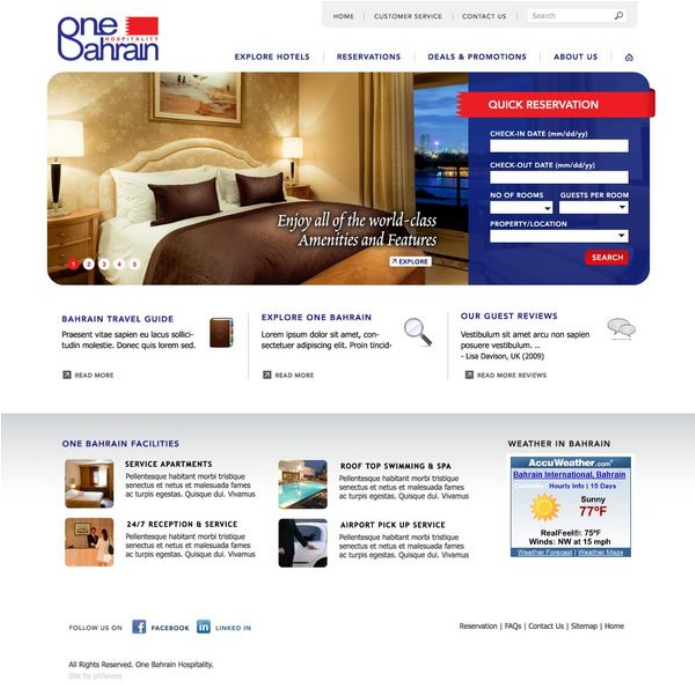 one
HOSPITALITY
Bahrain
HOME | CUSTOMER SERVICE | CONTACT US | Search
EXPLORE HOTELS | RESERVATIONS | DEALS & PROMOTIONS | ABOUT US
QUICK RESERVATION
CHECK-IN DATE (mm/dd/yy)
CHECK-OUT DATE (mm/dd/yy)
NO OF ROOMS GUESTS PER ROOM
PROPERTY/LOCATION
SEARCH
Enjoy all of the world-class
Amenities and Features
EXPLORE
1 2 3 4 5
BAHRAIN TRAVEL GUIDE
Praesent vitae sapien eu lacus sollici-
tudin molestie. Donec quis lorem sed.
READ MORE
EXPLORE ONE BAHRAIN
Lorem ipsum dolor sit amet, con-
sectetuer adipiscing elit. Proin tincid-
READ MORE
OUR GUEST REVIEWS
Vestibulum sit amet arcu non sapien
posuere vestibulum. ..
- Lisa Davison, UK (2009)
READ MORE REVIEWS
ONE BAHRAIN FACILITIES
SERVICE APARTMENTS
Pellentesque habitant morbi tristique
senectus et netus et malesuada fames
ac turpis egestas. Quisque dui. Vivamus
ROOF TOP SWIMMING & SPA
Pellentesque habitant morbi tristique
senectus et netus et malesuada fames
ac turpis egestas. Quisque dui. Vivamus
24/7 RECEPTION & SERVICE
Pellentesque habitant morbi tristique
senectus et netus et malesuada fames
ac turpis egestas. Quisque dui. Vivamus
AIRPORT PICK UP SERVICE
Pellentesque habitant morbi tristique
senectus et netus et malesuada fames
ac turpis egestas. Quisque dui. Vivamus
WEATHER IN BAHRAIN
AccuWeather.com
Bahrain International, Bahrain
Currently Hourly Info | 15 Days
Sunny
77°F
RealFeel®: 75°F
Winds: NW at 15 mph
Weather Forecast | Weather Maps
FOLLOW US ON FACEBOOK LINKED IN
Reservation | FAQs | Contact Us | Sitemap | Home
All Rights Reserved. One Bahrain Hospitality.